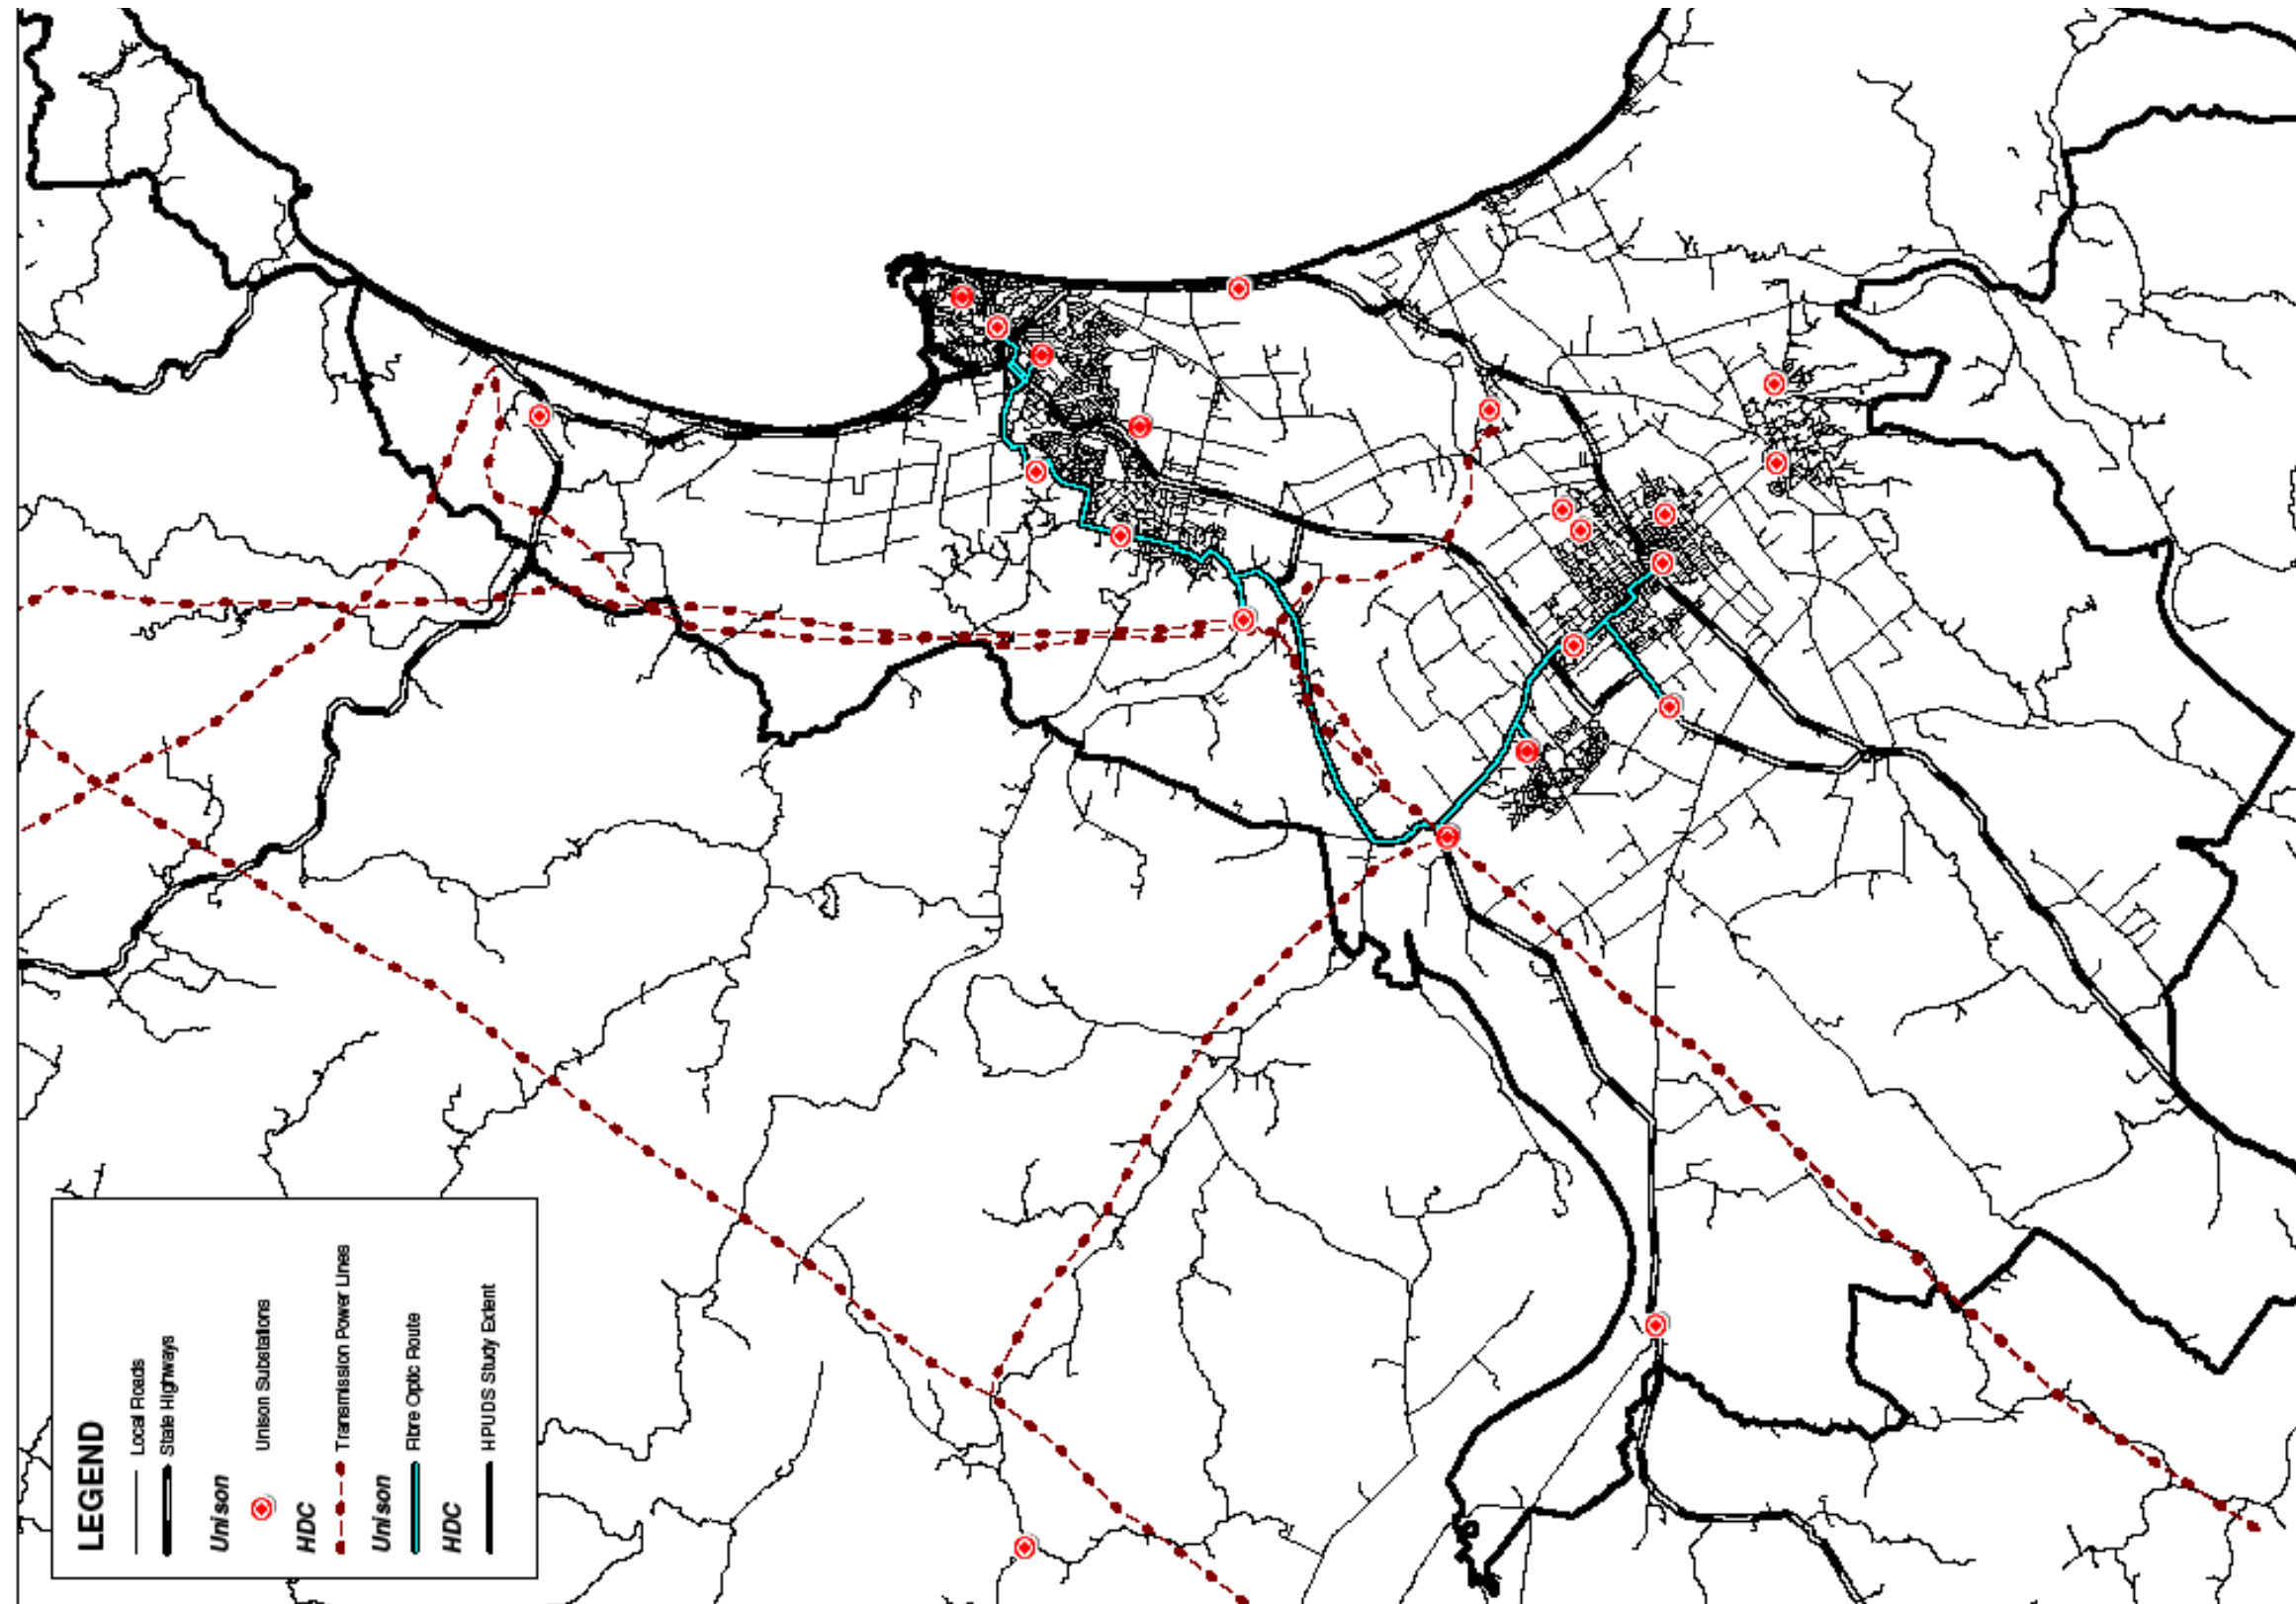 LEGEND
Local Roads
State Highways
Unison
Unison Substations
HDC
Transmission Power Lines
Unison
Fibre Optic Route
HDC
HPUDS Study Extent